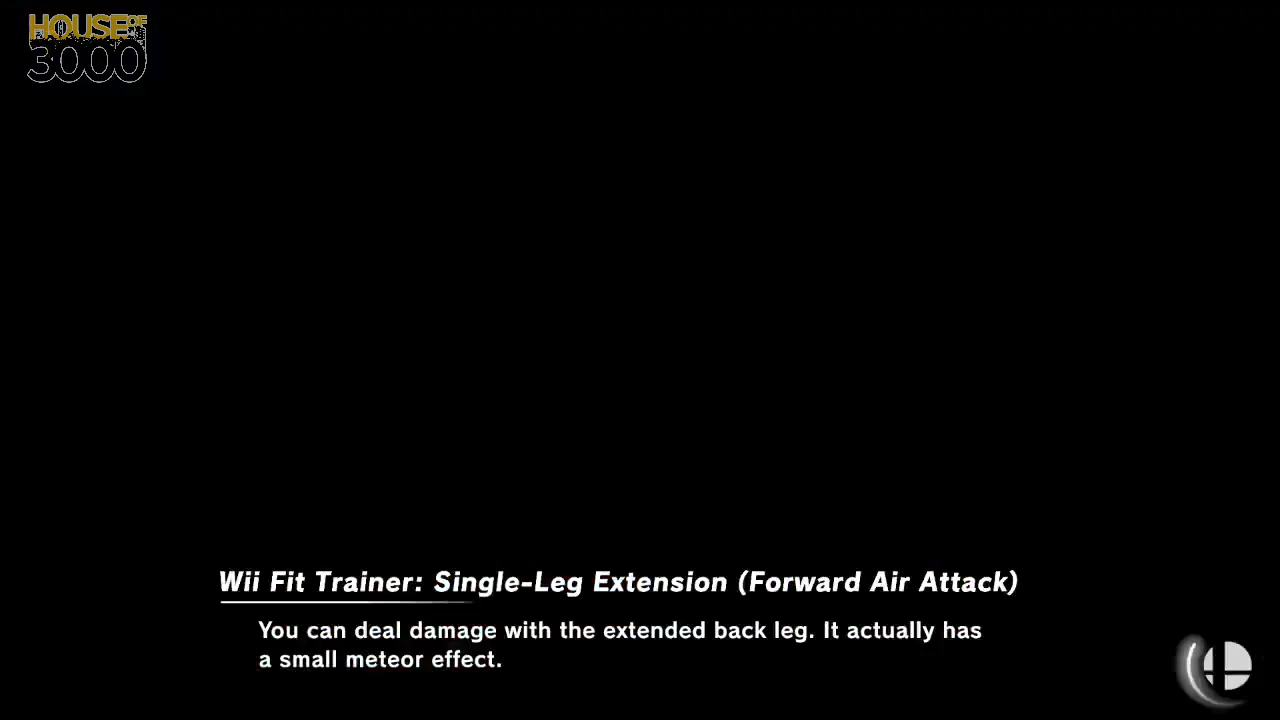 HOUSE OF
3000
Wii Fit Trainer: Single-Leg Extension (Forward Air Attack)
You can deal damage with the extended back leg. It actually has
a small meteor effect.